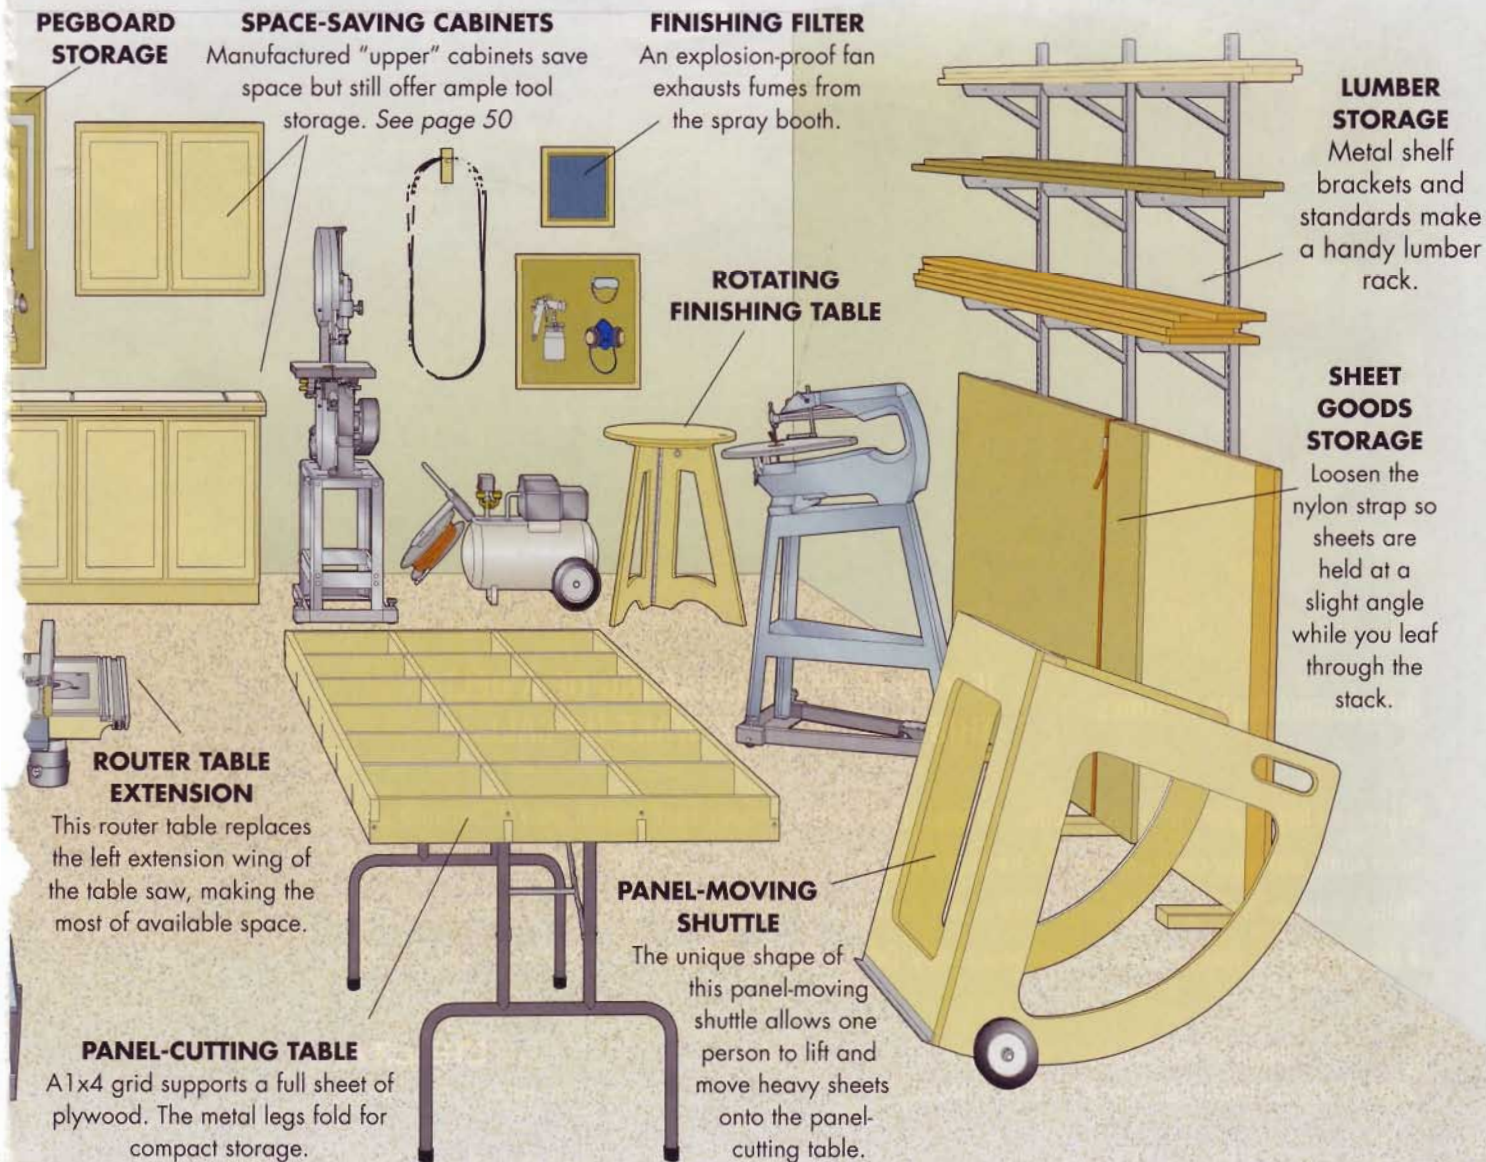 PEGBOARD
STORAGE
SPACE-SAVING CABINETS
Manufactured "upper" cabinets save
space but still offer ample tool
storage. See page 50
FINISHING FILTER
An explosion-proof fan
exhausts fumes from
the spray booth.
LUMBER
STORAGE
Metal shelf
brackets and
standards make
a handy lumber
rack.
ROTATING
FINISHING TABLE
SHEET
GOODS
STORAGE
Loosen the
nylon strap so
sheets are
held at a
slight angle
while you leaf
through the
stack.
ROUTER TABLE
EXTENSION
This router table replaces
the left extension wing of
the table saw, making the
most of available space.
PANEL-MOVING
SHUTTLE
The unique shape of
this panel-moving
shuttle allows one
person to lift and
move heavy sheets
onto the panel-
cutting table.
PANEL-CUTTING TABLE
A1x4 grid supports a full sheet of
plywood. The metal legs fold for
compact storage.